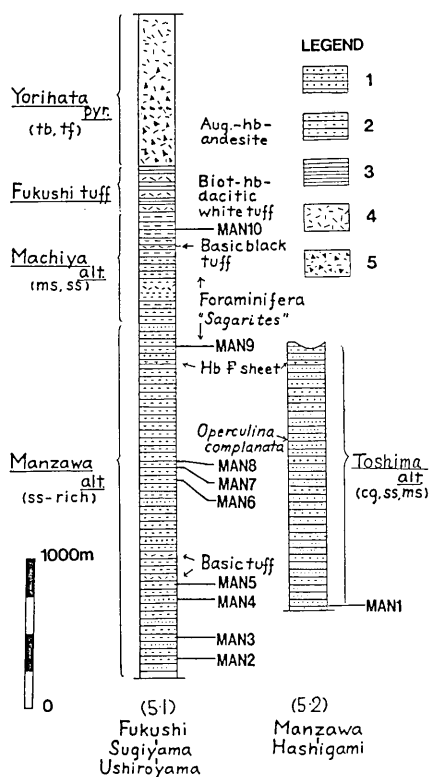 LEGEND
1
2
3
4
5
Yorihata
pyr.
(tb, tf)
Aug.-hb-
andesite
Fukushi tuff
Biot-hb-
dacitic
white tuff
MAN10
Basic black
tuff
Machiya
alt
(ms, ss)
Foraminifera
"Sagarites"
MAN9
Hb P sheet
Operculina
complanata
Manzawa
alt
(ss-rich)
MAN8
MAN7
MAN6
Toshima
alt
(cg, ss, ms)
1000m
0
Basic tuff
MAN5
MAN4
MAN3
MAN2
MAN1
(5·1)
Fukushi
Sugiyama
Ushiroyama
(5·2)
Manzawa
Hashigami